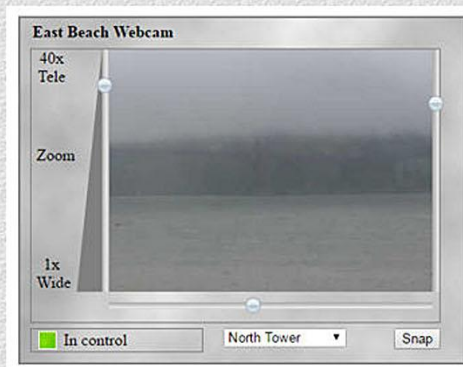 East Beach Webcam
40x
Tele
Zoom
1x
Wide
In control
North Tower
Snap